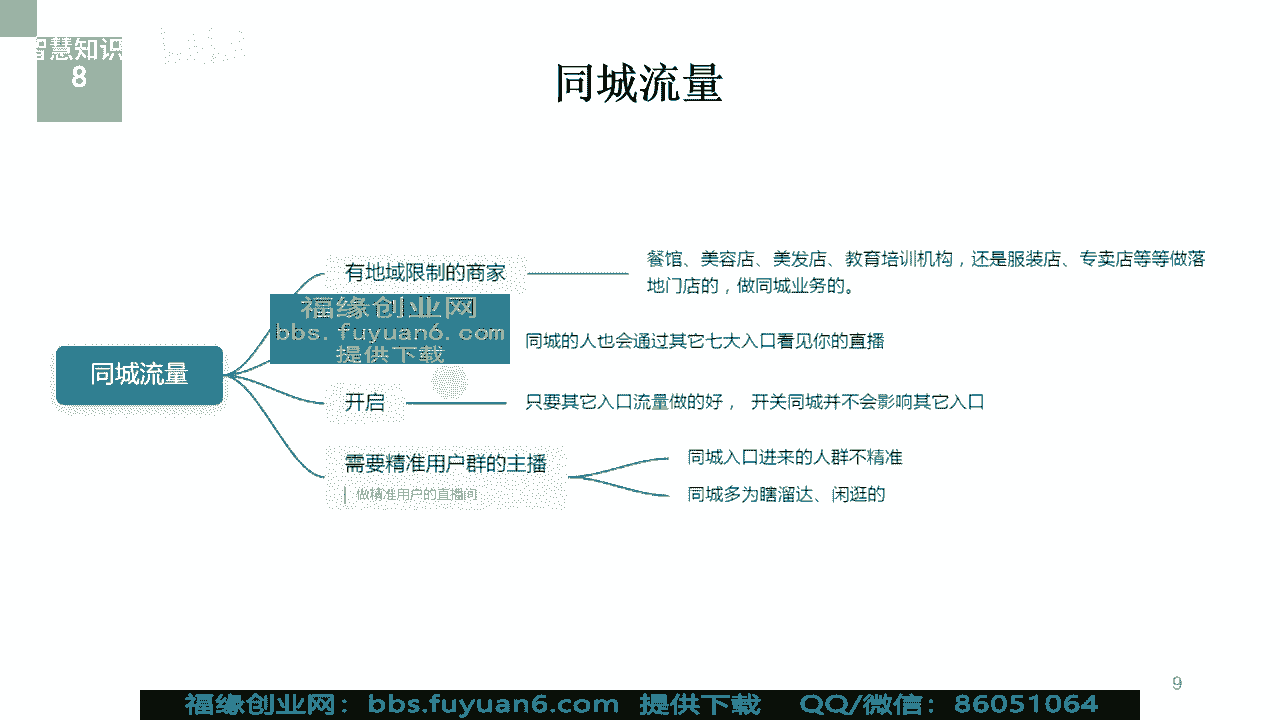 智慧知识
8
同城流量
有地域限制的商家
餐馆、美容店、美发店、教育培训机构，还是服装店、专卖店等等做落
地门店的，做同城业务的。
福缘创业网
bbs.fuyuan6.com
提供下载
同城的人也会通过其它七大入口看见你的直播
同城流量
开启
只要其它入口流量做的好， 开关同城并不会影响其它入口
需要精准用户群的主播
做精准用户的直播间
同城入口进来的人群不精准
同城多为瞎溜达、闲逛的
9
福缘创业网：bbs.fuyuan6.com 提供下载 QQ/微信：86051064